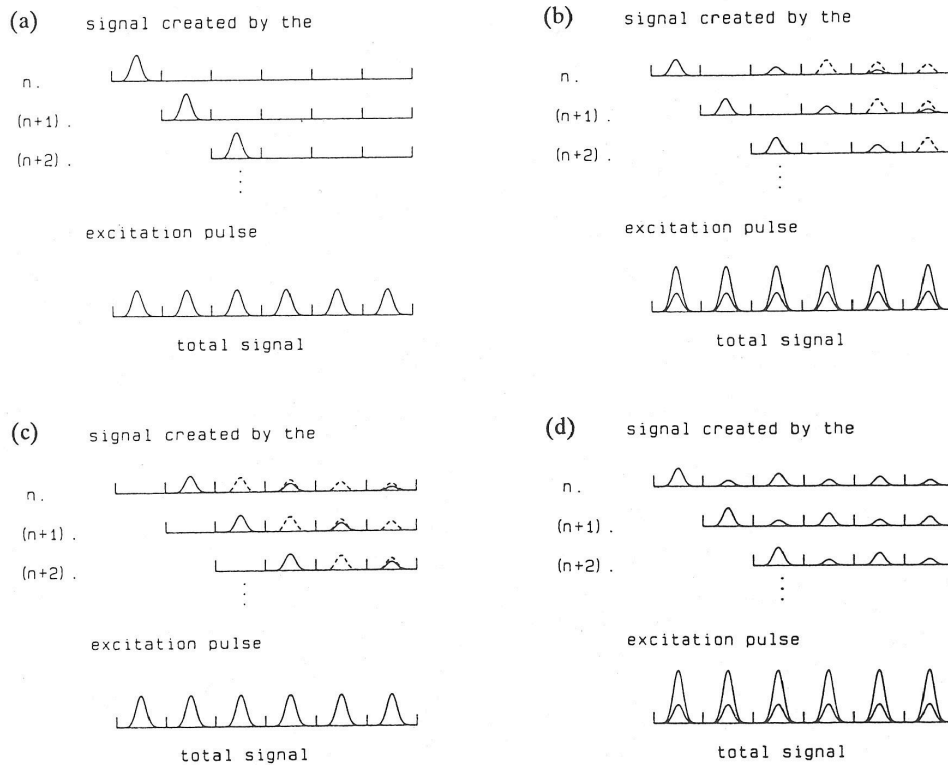 (a) signal created by the
n.
(n+1) .
(n+2) .
excitation pulse
total signal
(b) signal created by the
n.
(n+1) .
(n+2) .
excitation pulse
total signal
(c) signal created by the
n.
(n+1) .
(n+2) .
excitation pulse
total signal
(d) signal created by the
n.
(n+1) .
(n+2) .
excitation pulse
total signal